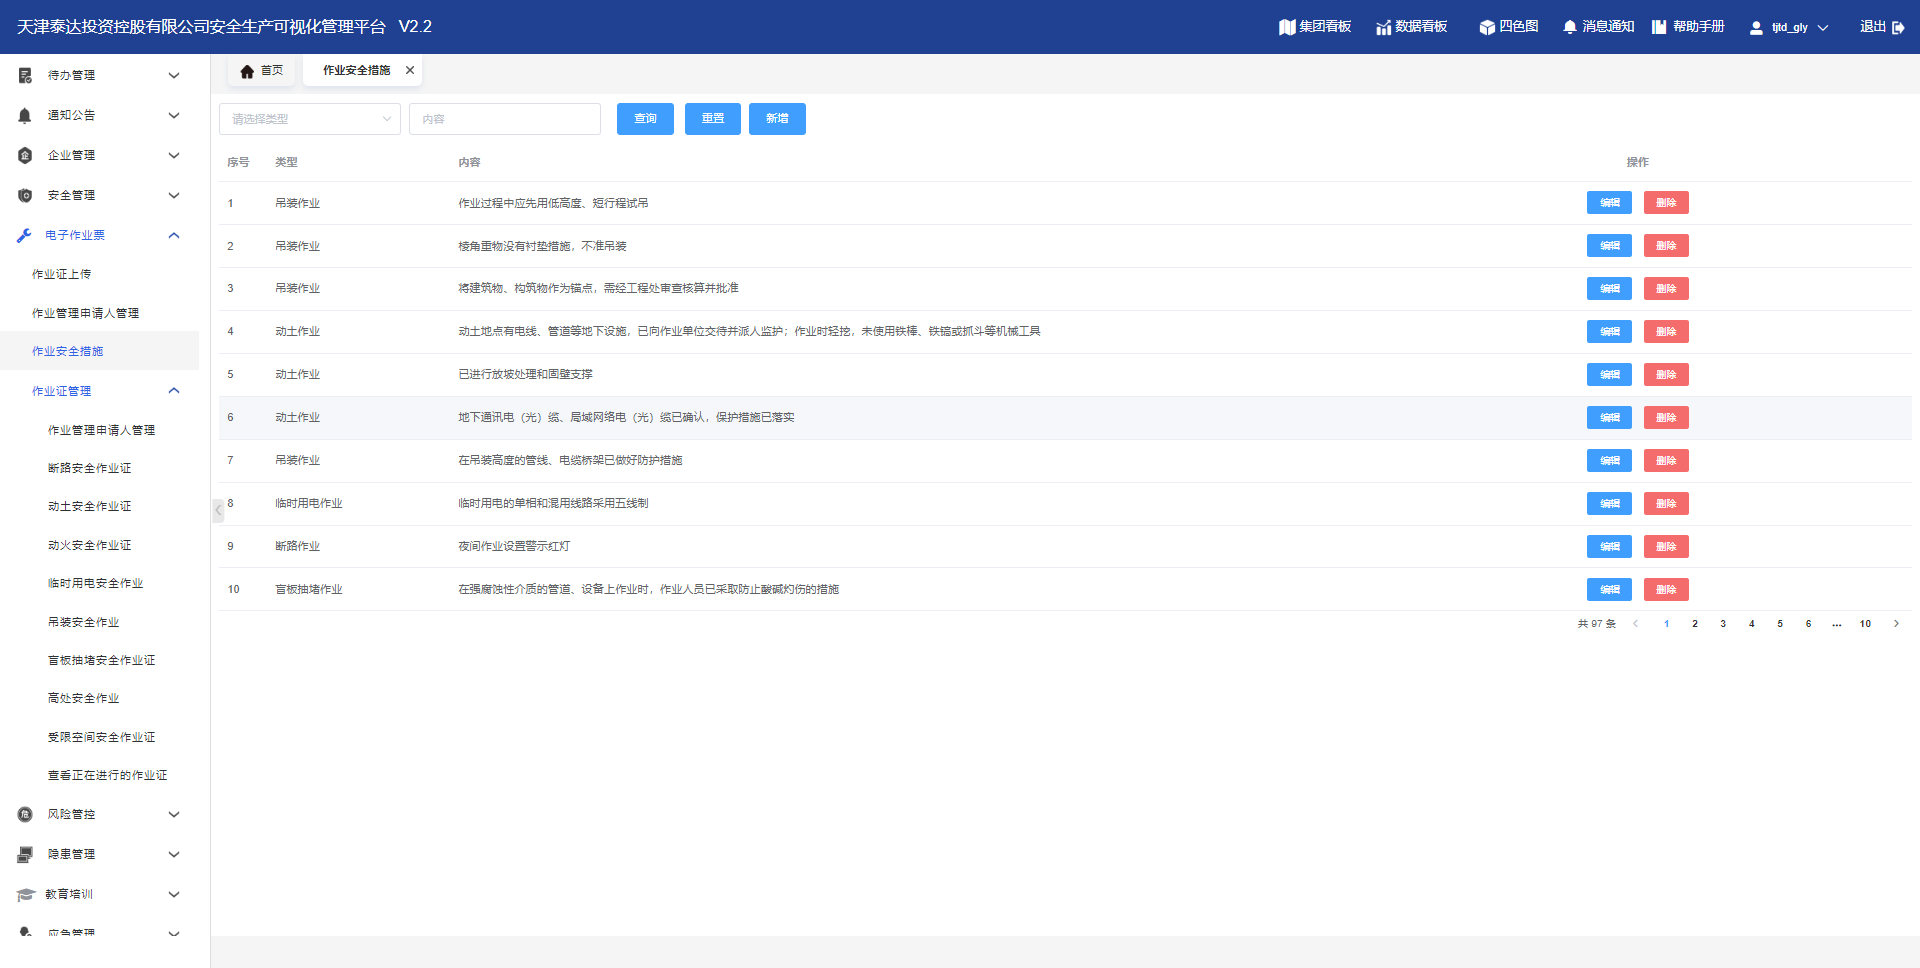 天津泰达投资控股有限公司安全生产可视化管理平台 V2.2
集团看板 数据看板 四色图 消息通知 帮助手册 tjtd_gly 退出
待办管理
通知公告
企业管理
安全管理
电子作业票
作业证上传
作业管理申请人管理
作业安全措施
作业证管理
作业管理申请人管理
断路安全作业证
动土安全作业证
动火安全作业证
临时用电安全作业
吊装安全作业
盲板抽堵安全作业证
高处安全作业
受限空间安全作业证
查看正在进行的作业证
风险管控
隐患管理
教育培训
应急管理
首页 作业安全措施
请选择类型 内容 查询 重置 新增
序号 类型 内容 操作
1 吊装作业 作业过程中应先用低高度、短行程试吊 编辑 删除
2 吊装作业 棱角重物没有衬垫措施，不准吊装 编辑 删除
3 吊装作业 将建筑物、构筑物作为锚点，需经工程处审查核算并批准 编辑 删除
4 动土作业 动土地点有电线、管道等地下设施，已向作业单位交待并派人监护；作业时轻挖，未使用铁棒、铁镐或抓斗等机械工具 编辑 删除
5 动土作业 已进行放坡处理和固壁支撑 编辑 删除
6 动土作业 地下通讯电（光）缆、局域网络电（光）缆已确认，保护措施已落实 编辑 删除
7 吊装作业 在吊装高度的管线、电缆桥架已做好防护措施 编辑 删除
8 临时用电作业 临时用电的单相和混用线路采用五线制 编辑 删除
9 断路作业 夜间作业设置警示红灯 编辑 删除
10 盲板抽堵作业 在强腐蚀性介质的管道、设备上作业时，作业人员已采取防止酸碱灼伤的措施 编辑 删除
共 97 条 1 2 3 4 5 6 ... 10